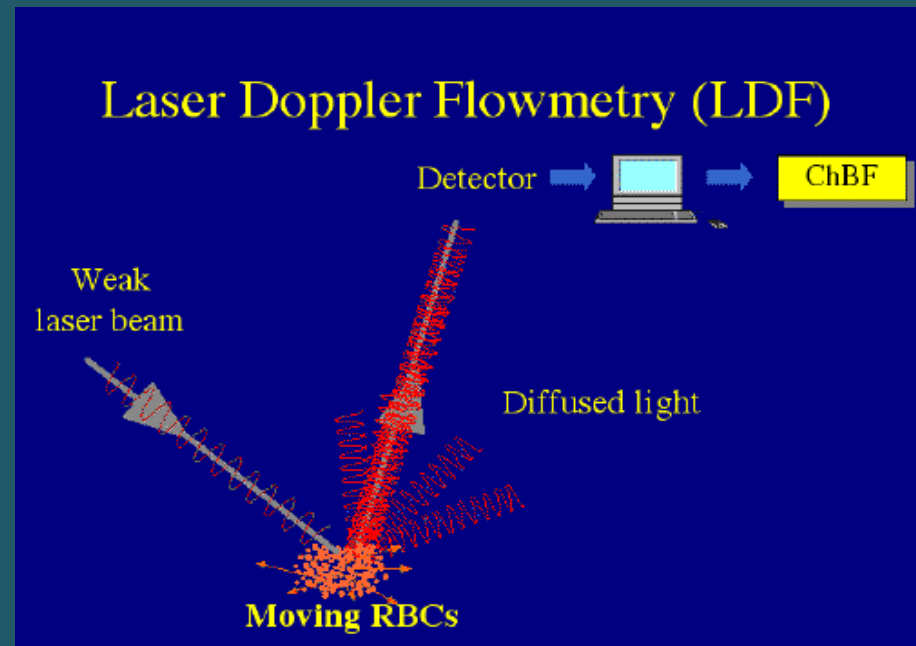 Laser Doppler Flowmetry (LDF)
Detector
ChBF
Weak
laser beam
Diffused light
Moving RBCs